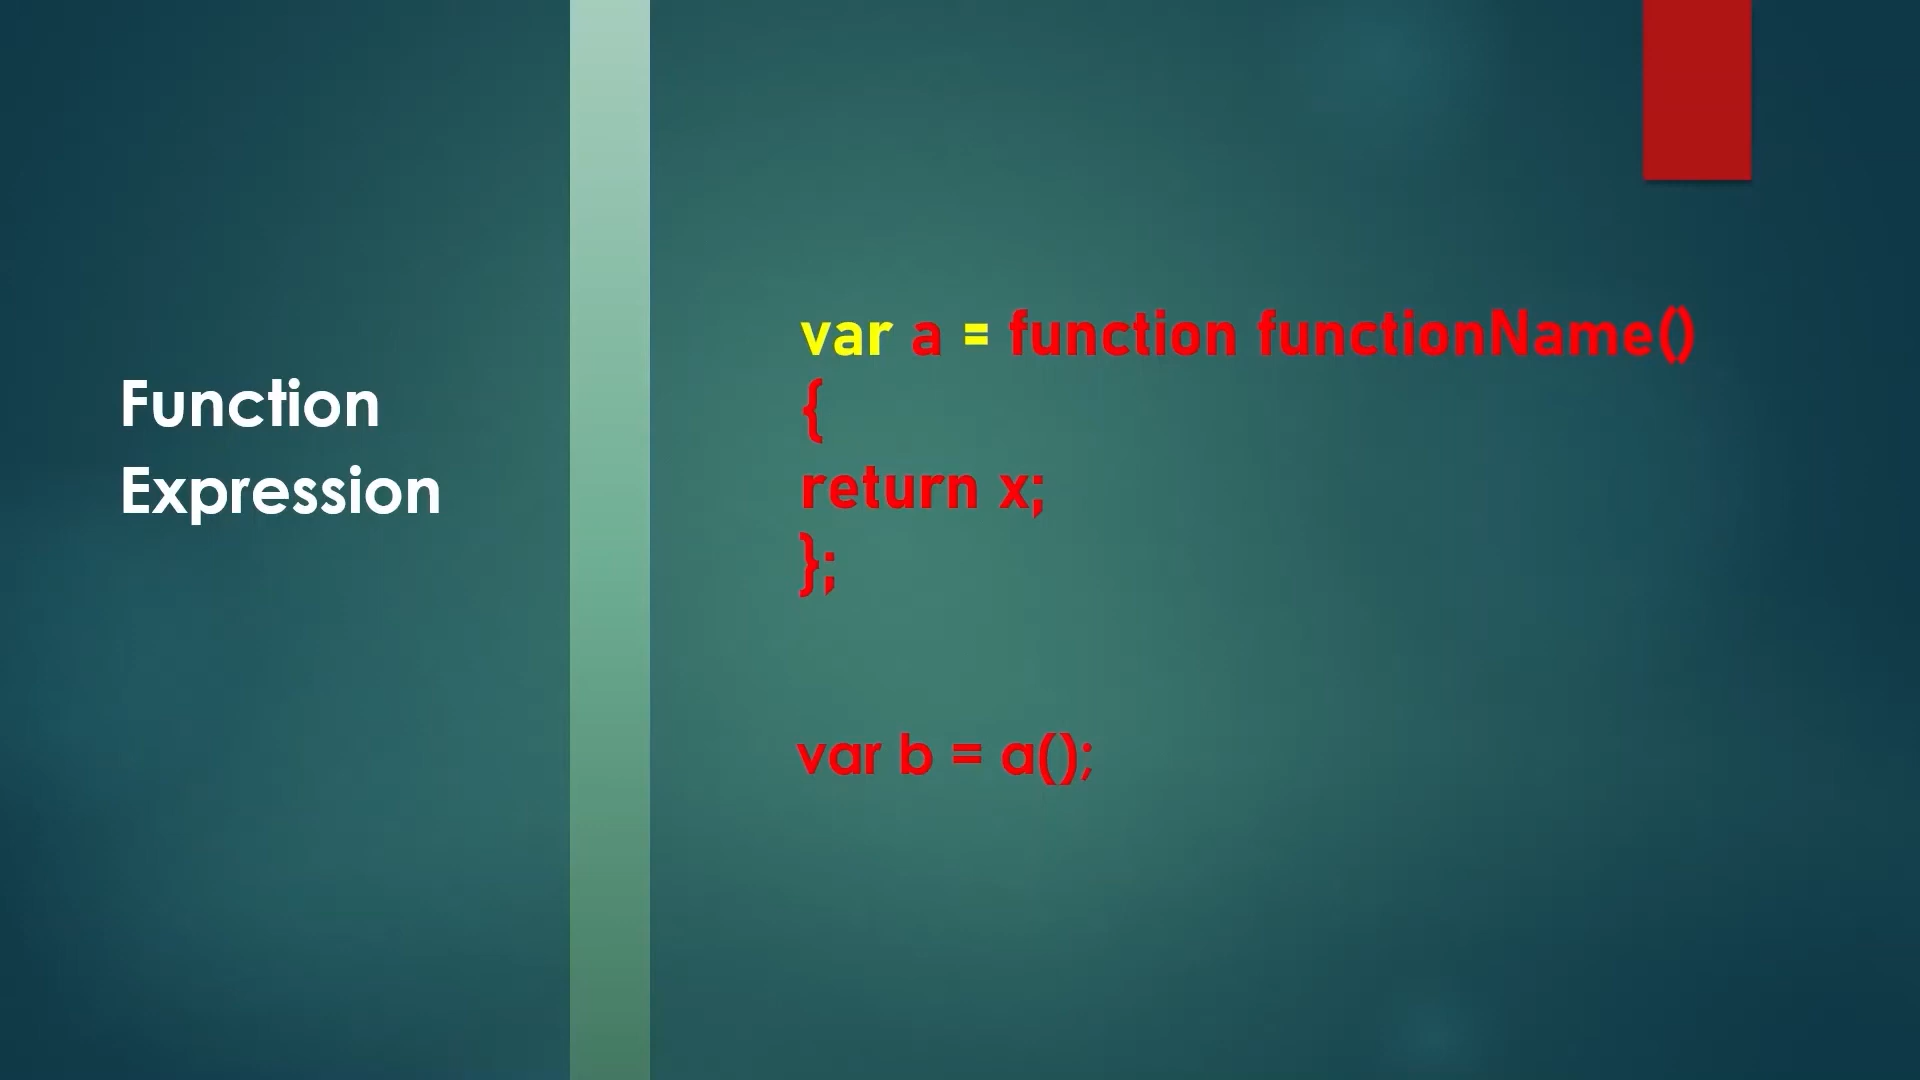 Function
Expression
var a = function functionName()
{
return x;
};
var b = a();